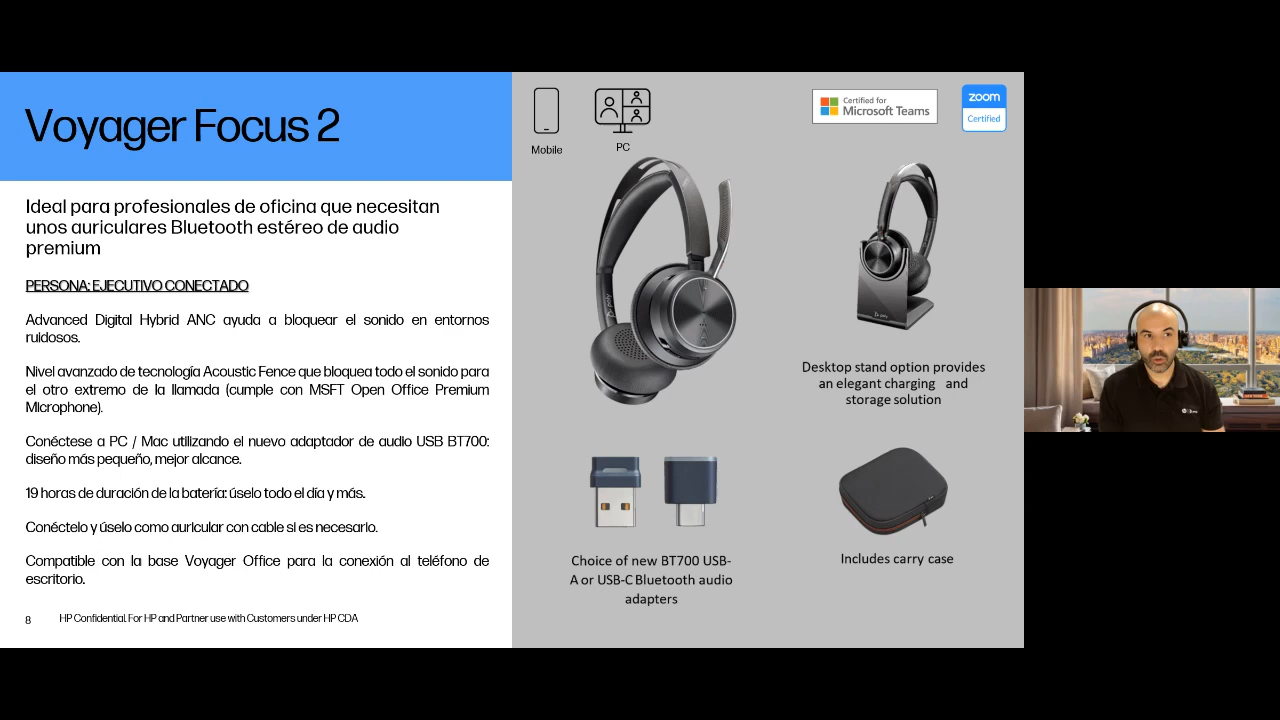 Voyager Focus 2
Ideal para profesionales de oficina que necesitan
unos auriculares Bluetooth estéreo de audio
premium
PERSONA: EJECUTIVO CONECTADO
Advanced Digital Hybrid ANC ayuda a bloquear el sonido en entornos
ruidosos.
Nivel avanzado de tecnología Acoustic Fence que bloquea todo el sonido para
el otro extremo de la llamada (cumple con MSFT Open Office Premium
Microphone).
Conéctese a PC / Mac utilizando el nuevo adaptador de audio USB BT700:
diseño más pequeño, mejor alcance.
19 horas de duración de la batería: úselo todo el día y más.
Conéctelo y úselo como auricular con cable si es necesario.
Compatible con la base Voyager Office para la conexión al teléfono de
escritorio.
8 HP Confidential. For HP and Partner use with Customers under HP CDA
Mobile
PC
Certified for
Microsoft Teams
zoom
Certified
poly
poly
Desktop stand option provides
an elegant charging and
storage solution
Choice of new BT700 USB-
A or USB-C Bluetooth audio
adapters
Includes carry case